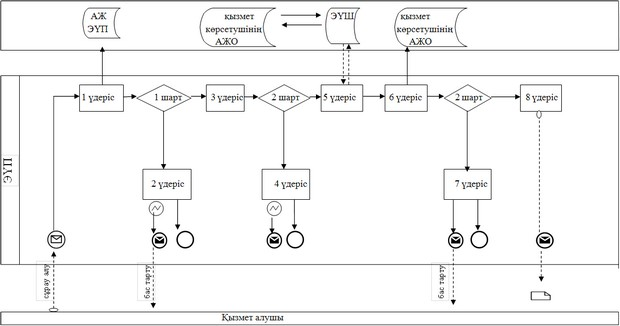 АЖ
ЭҮП
қызмет
көрсетушінің
АЖО
ЭҮШ
қызмет
көрсетушінің
АЖО
1 үдеріс
1 шарт
3 үдеріс
2 шарт
5 үдеріс
6 үдеріс
2 шарт
8 үдеріс
ЭҮП
2 үдеріс
4 үдеріс
7 үдеріс
сұрау алу
бас тарту
бас тарту
Қызмет алушы